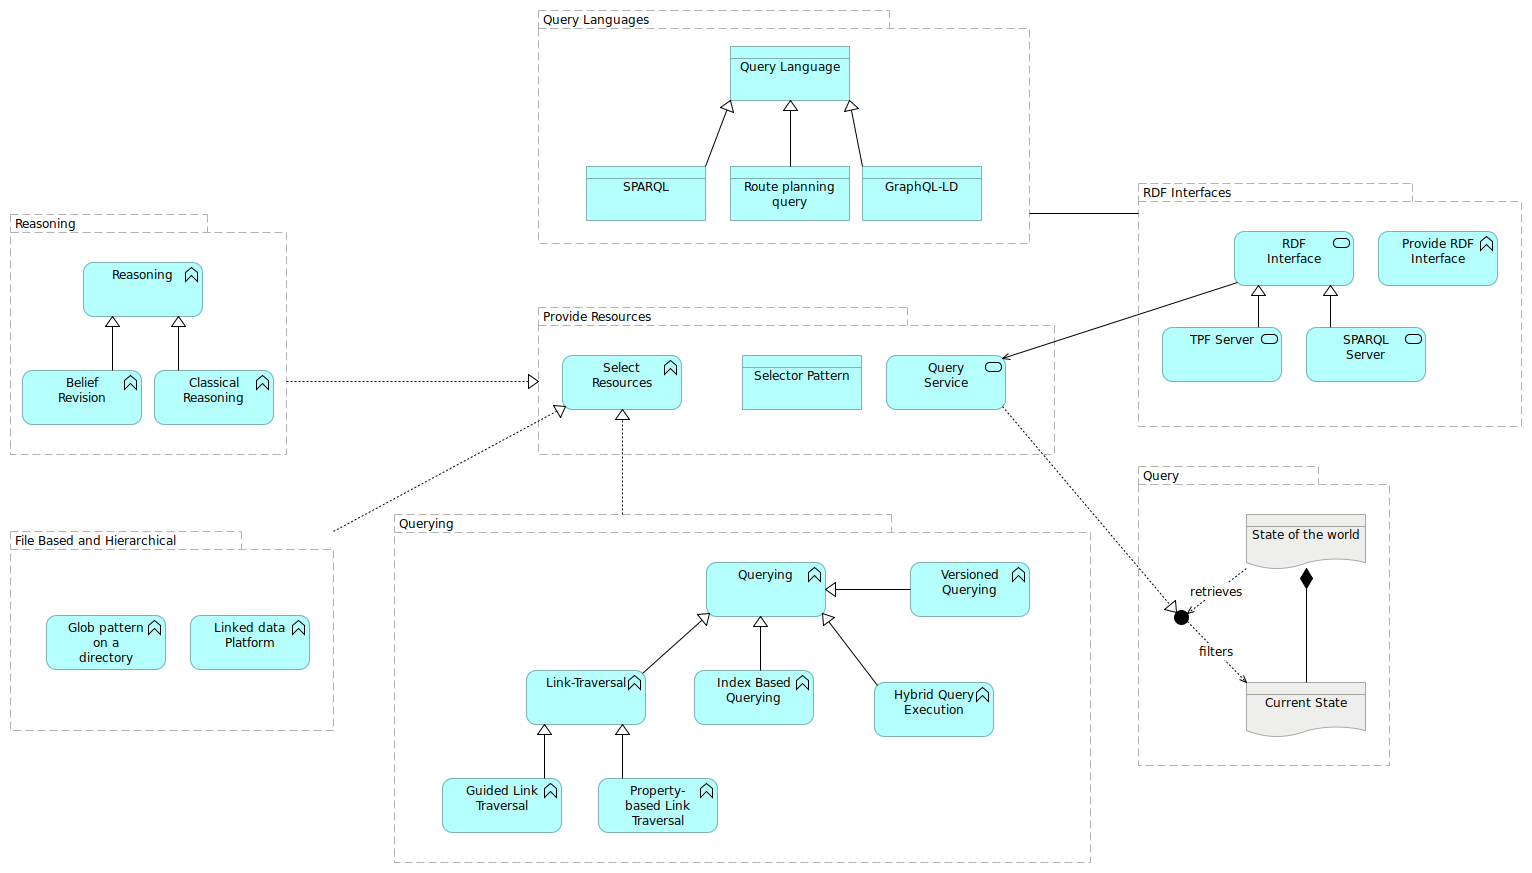 Query Languages
Query Language
SPARQL
Route planning
query
GraphQL-LD
RDF Interfaces
RDF
Interface
Provide RDF
Interface
TPF Server
SPARQL
Server
Reasoning
Reasoning
Belief
Revision
Classical
Reasoning
Provide Resources
Select
Resources
Selector Pattern
Query
Service
Query
State of the world
retrieves
filters
Current State
File Based and Hierarchical
Glob pattern
on a
directory
Linked data
Platform
Querying
Querying
Versioned
Querying
Link-Traversal
Index Based
Querying
Hybrid Query
Execution
Guided Link
Traversal
Property-
based Link
Traversal